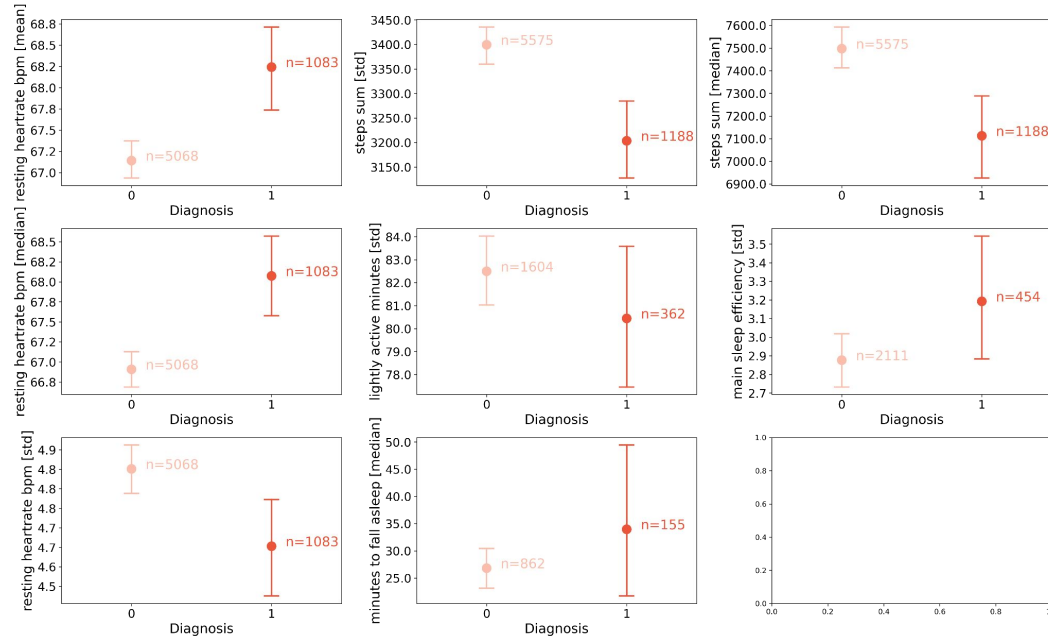 resting heartrate bpm [mean]
68.8
68.5
68.2
68.0
67.8
67.5
67.2
67.0
n=5068
n=1083
0
1
Diagnosis
steps sum [std]
3450.0
3400.0
3350.0
3300.0
3250.0
3200.0
3150.0
n=5575
n=1188
0
1
Diagnosis
steps sum [median]
7600.0
7500.0
7400.0
7300.0
7200.0
7100.0
7000.0
6900.0
n=5575
n=1188
0
1
Diagnosis
resting heartrate bpm [median]
68.5
68.2
68.0
67.8
67.5
67.2
67.0
66.8
n=5068
n=1083
0
1
Diagnosis
lightly active minutes [std]
84.0
83.0
82.0
81.0
80.0
79.0
78.0
n=1604
n=362
0
1
Diagnosis
main sleep efficiency [std]
3.5
3.4
3.3
3.2
3.1
3.0
2.9
2.8
2.7
n=2111
n=454
0
1
Diagnosis
resting heartrate bpm [std]
4.9
4.8
4.8
4.8
4.7
4.7
4.6
4.5
n=5068
n=1083
0
1
Diagnosis
minutes to fall asleep [median]
50.0
45.0
40.0
35.0
30.0
25.0
n=862
n=155
0
1
Diagnosis
1.0
0.8
0.6
0.4
0.2
0.0
0.0
0.2
0.4
0.6
0.8